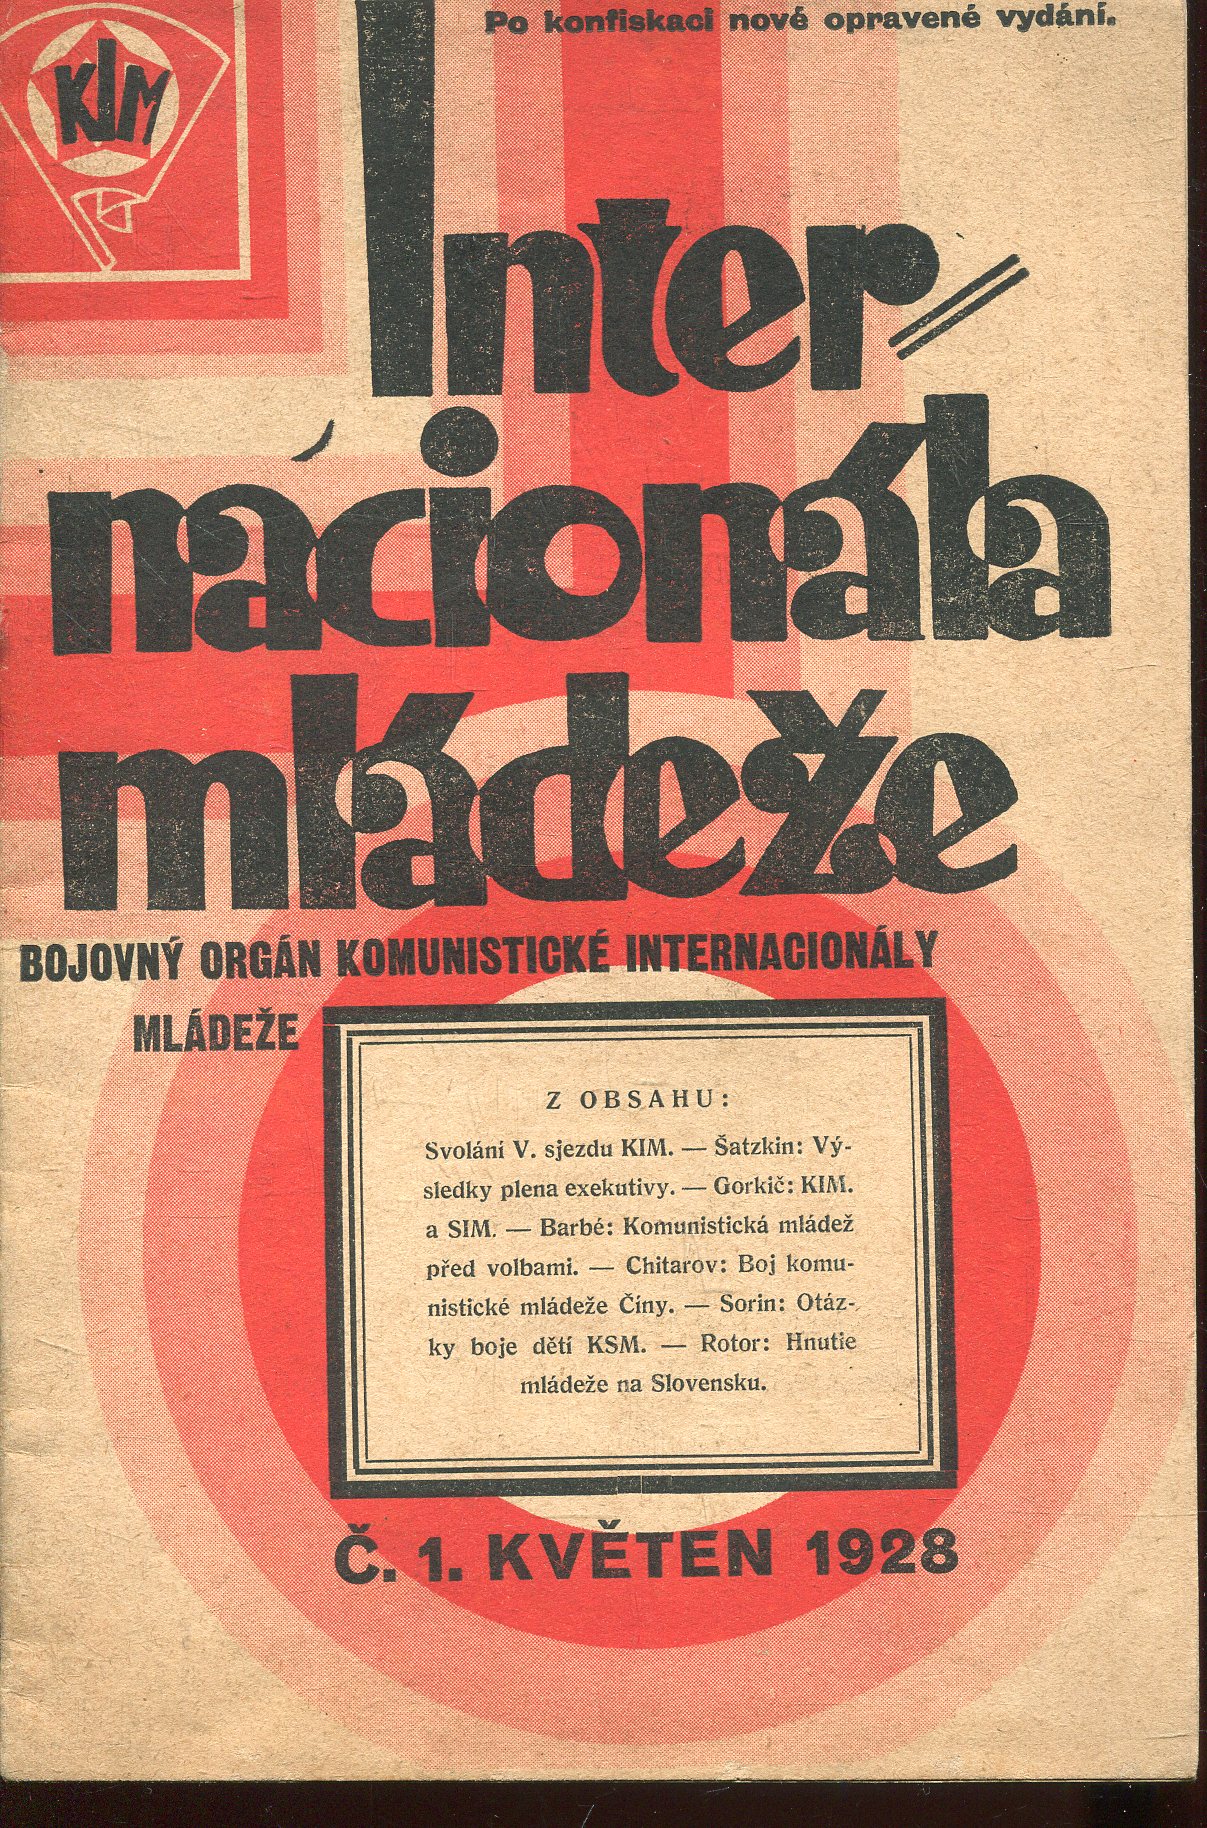 Po konfiskaci nové opravené vydání.
KIM
Inter=
nácionála
mládeže
BOJOVNÝ ORGÁN KOMUNISTICKÉ INTERNACIONÁLY
MLÁDEŽE
Z OBSAHU:
Svolání V. sjezdu KIM. — Šatzkin: Vý-
sledky plena exekutivy. — Gorkič: KIM.
a SIM. — Barbé: Komunistická mládež
před volbami. — Chitarov: Boj komu-
nistické mládeže Číny. — Sorin: Otáz-
ky boje dětí KSM. — Rotor: Hnutie
mládeže na Slovensku.
Č. 1. KVĚTEN 1928